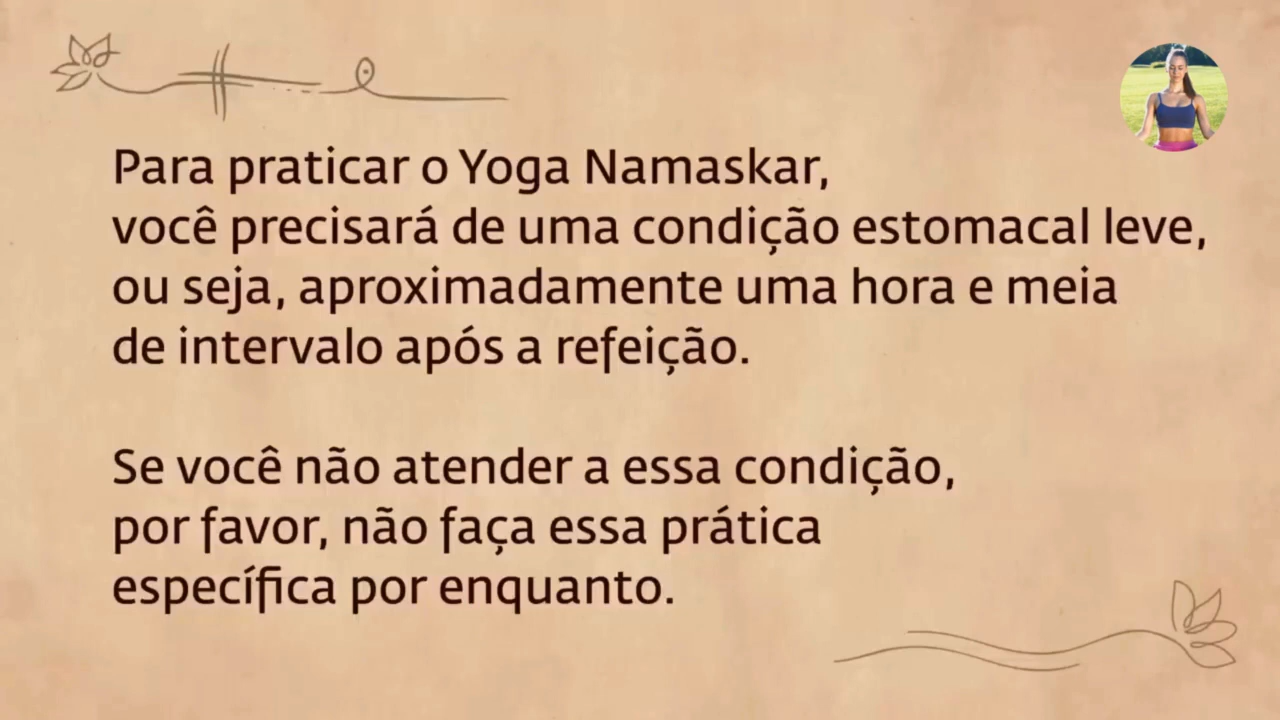 Para praticar o Yoga Namaskar,
você precisará de uma condição estomacal leve,
ou seja, aproximadamente uma hora e meia
de intervalo após a refeição.
Se você não atender a essa condição,
por favor, não faça essa prática
específica por enquanto.